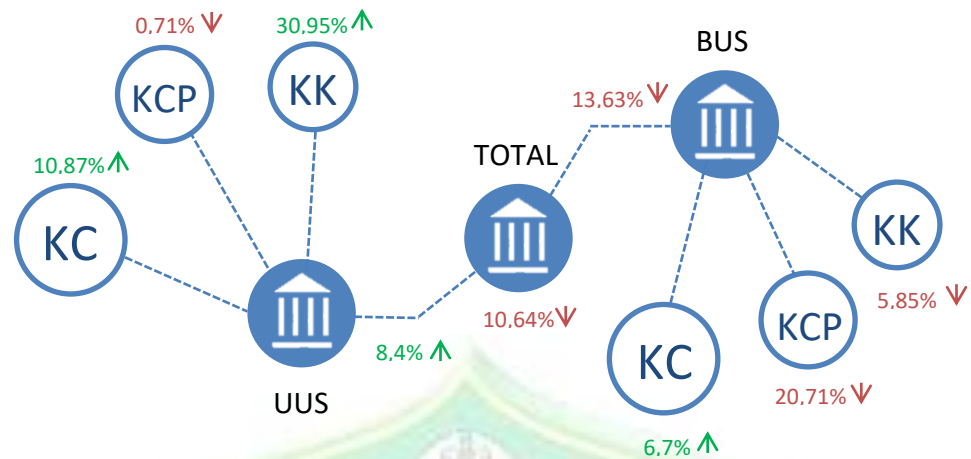 0,71%
30,95%
BUS
KCP
KK
13,63%
10,87%
TOTAL
KC
KK
10,64%
5,85%
KCP
8,4%
KC
UUS
20,71%
6,7%